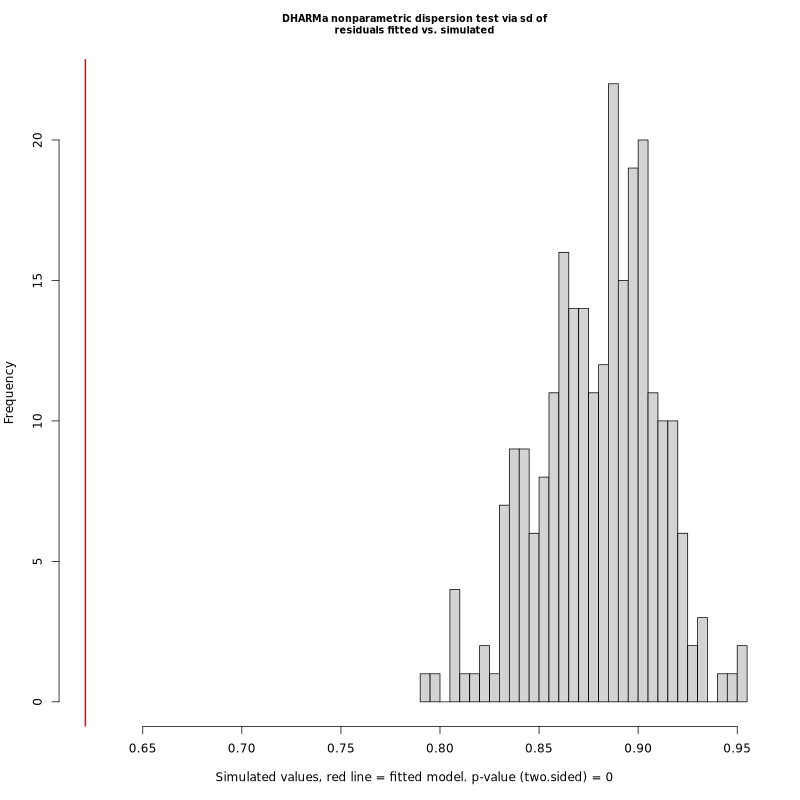 DHARMa nonparametric dispersion test via sd of
residuals fitted vs. simulated
Frequency
20
15
10
5
0
0.65 0.70 0.75 0.80 0.85 0.90 0.95
Simulated values, red line = fitted model. p-value (two.sided) = 0